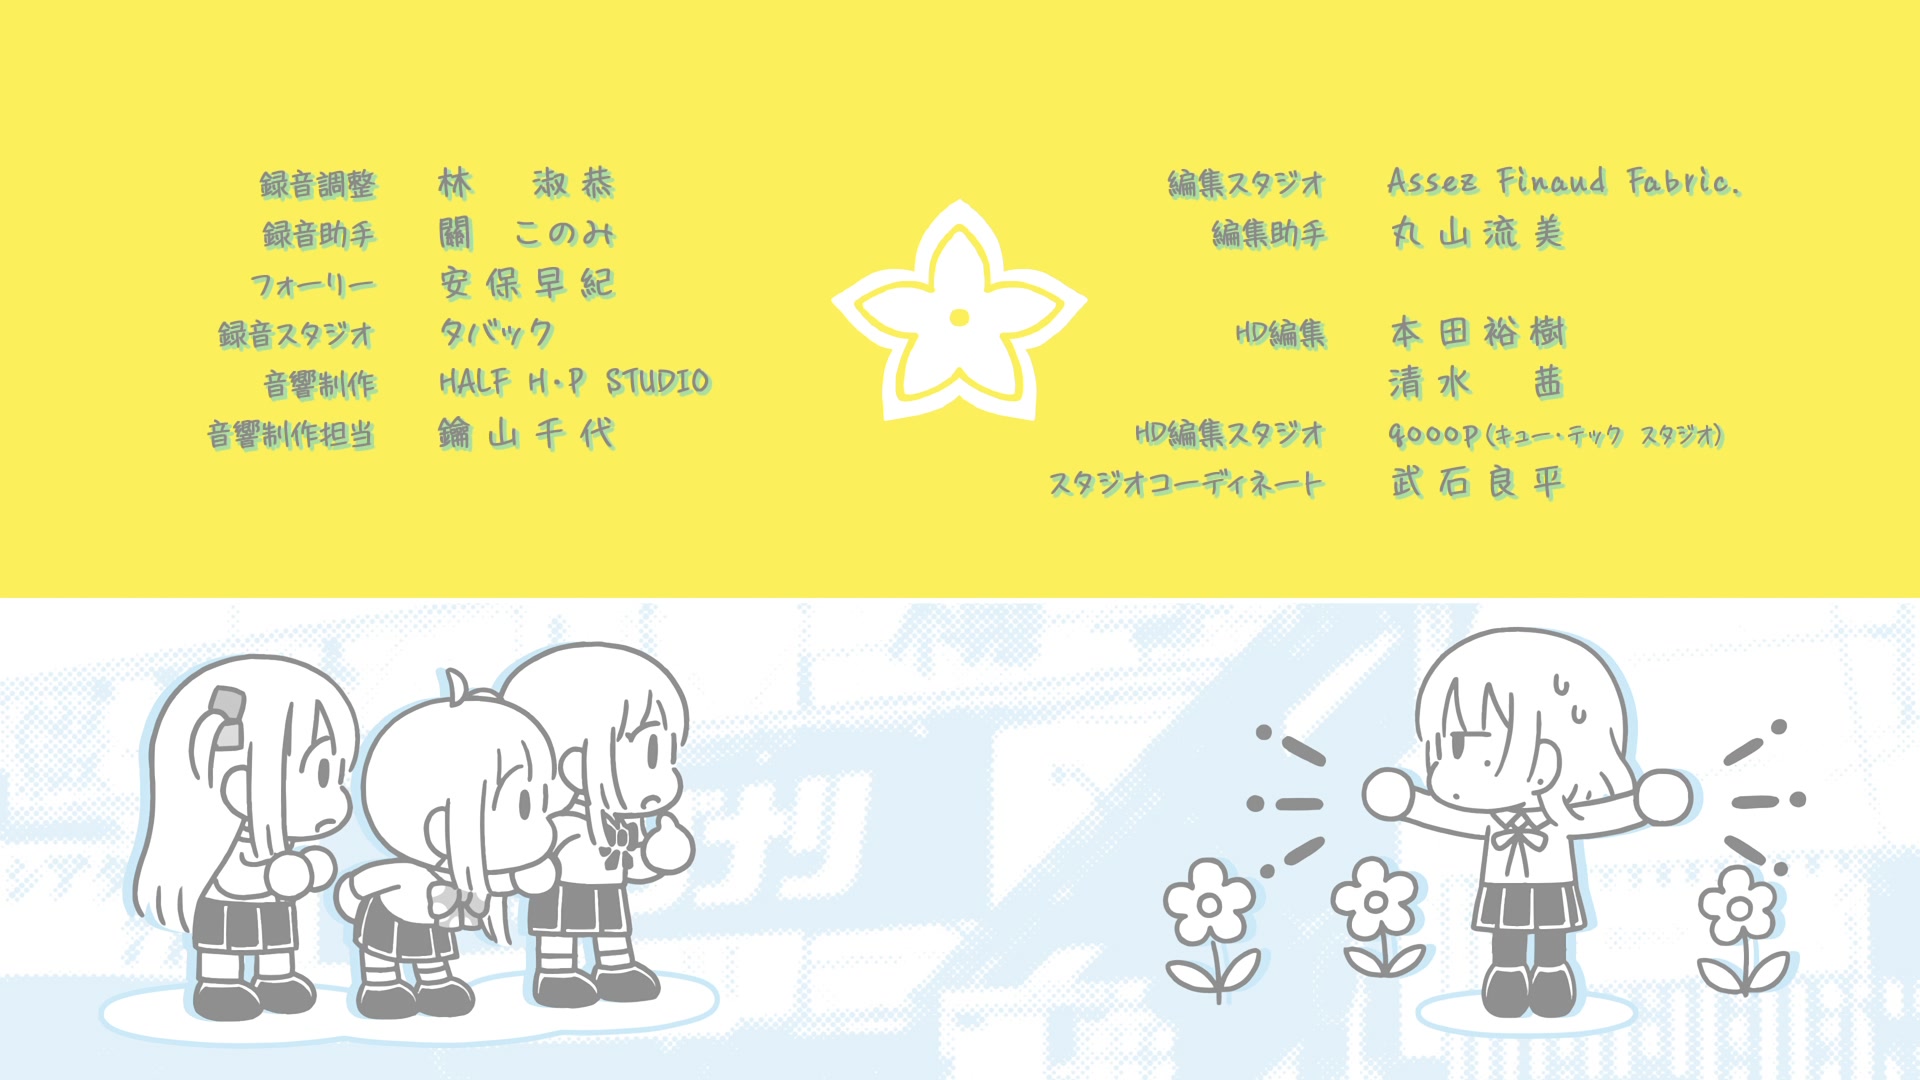 録音調整 林 淑恭
録音助手 關 このみ
フォーリー 安保早紀
録音スタジオ タバック
音響制作 HALF H・P STUDIO
音響制作担当 鑰山千代
編集スタジオ Assez Finaud Fabric.
編集助手 丸山流美
HD編集 本田裕樹
清水 茜
HD編集スタジオ q000p(キュー・テック スタジオ)
スタジオコーディネート 武石良平